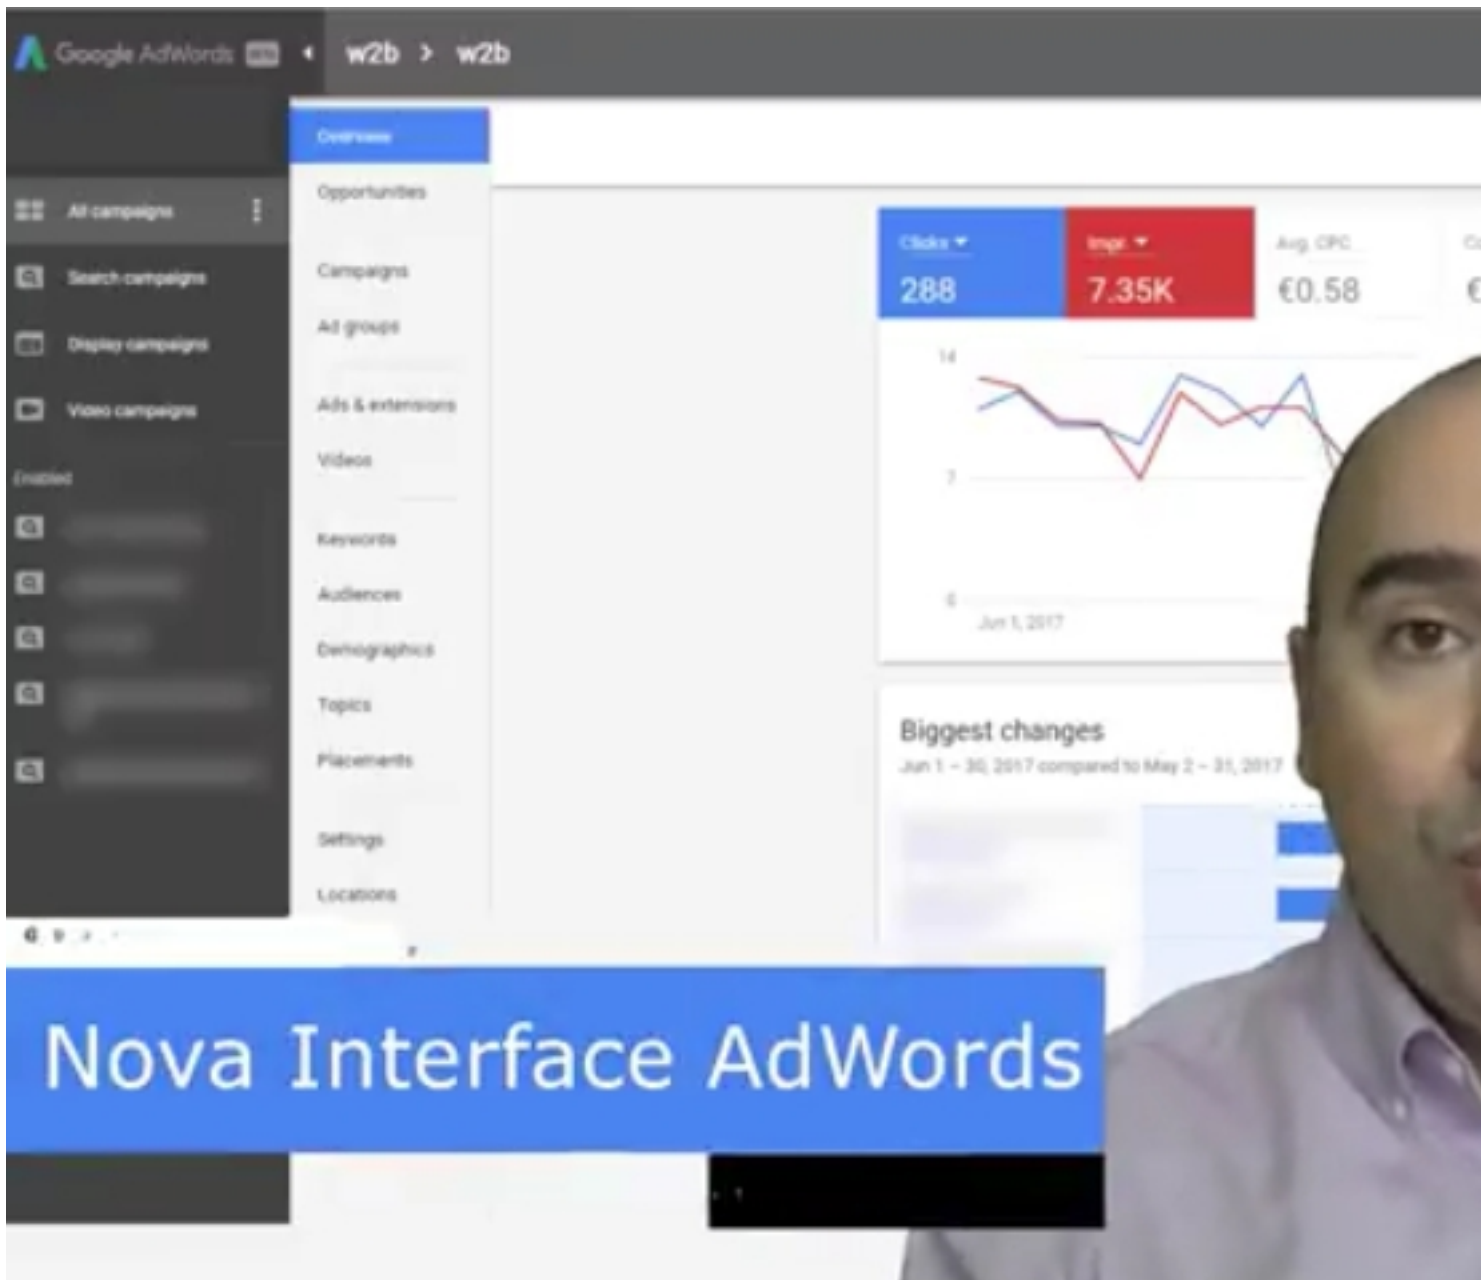 Google AdWords
w2b > w2b
Overview
Opportunities
Campaigns
Ad groups
Ads & extensions
Videos
Keywords
Audiences
Demographics
Topics
Placements
Settings
Locations
All campaigns
Search campaigns
Display campaigns
Video campaigns
Enabled
Clicks
288
Impr.
7.35K
Avg. CPC
€0.58
Co
€
14
7
0
Jun 1, 2017
Biggest changes
Jun 1 – 30, 2017 compared to May 2 – 31, 2017
Nova Interface AdWords